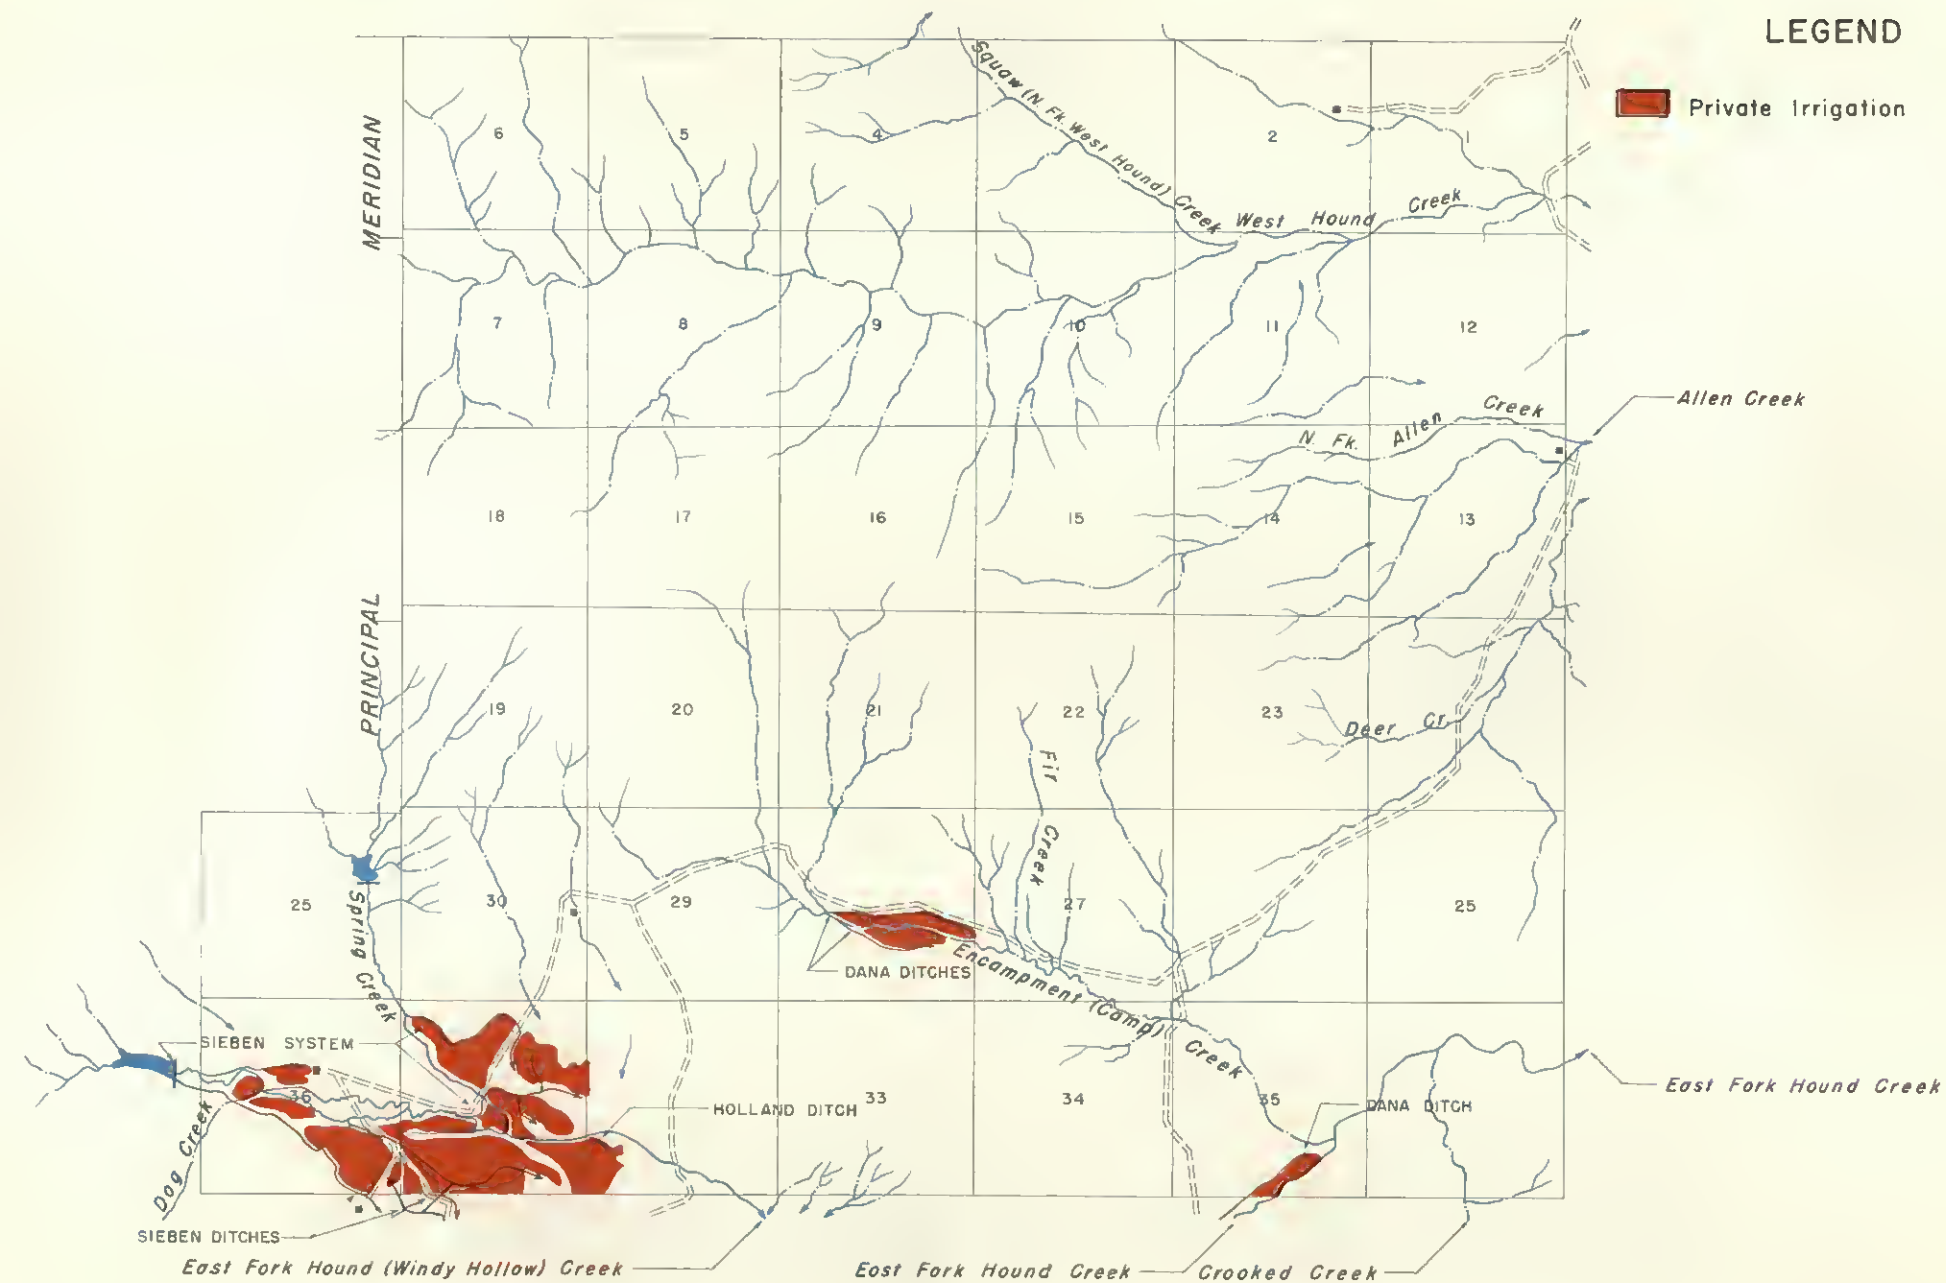 LEGEND
Private Irrigation
MERIDIAN
PRINCIPAL
Squaw (N. Fk. West Hound) Creek
West Hound Creek
6
5
4
2
1
7
8
9
10
11
12
Allen Creek
N. Fk. Allen Creek
18
17
16
15
14
13
19
20
21
22
23
Deer Cr.
Fir Creek
25
30
29
27
25
Spring Creek
DANA DITCHES
Encampment (Camp) Creek
SIEBEN SYSTEM
36
33
34
35
HOLLAND DITCH
DANA DITCH
East Fork Hound Creek
Dog Creek
SIEBEN DITCHES
East Fork Hound (Windy Hollow) Creek
East Fork Hound Creek
Crooked Creek